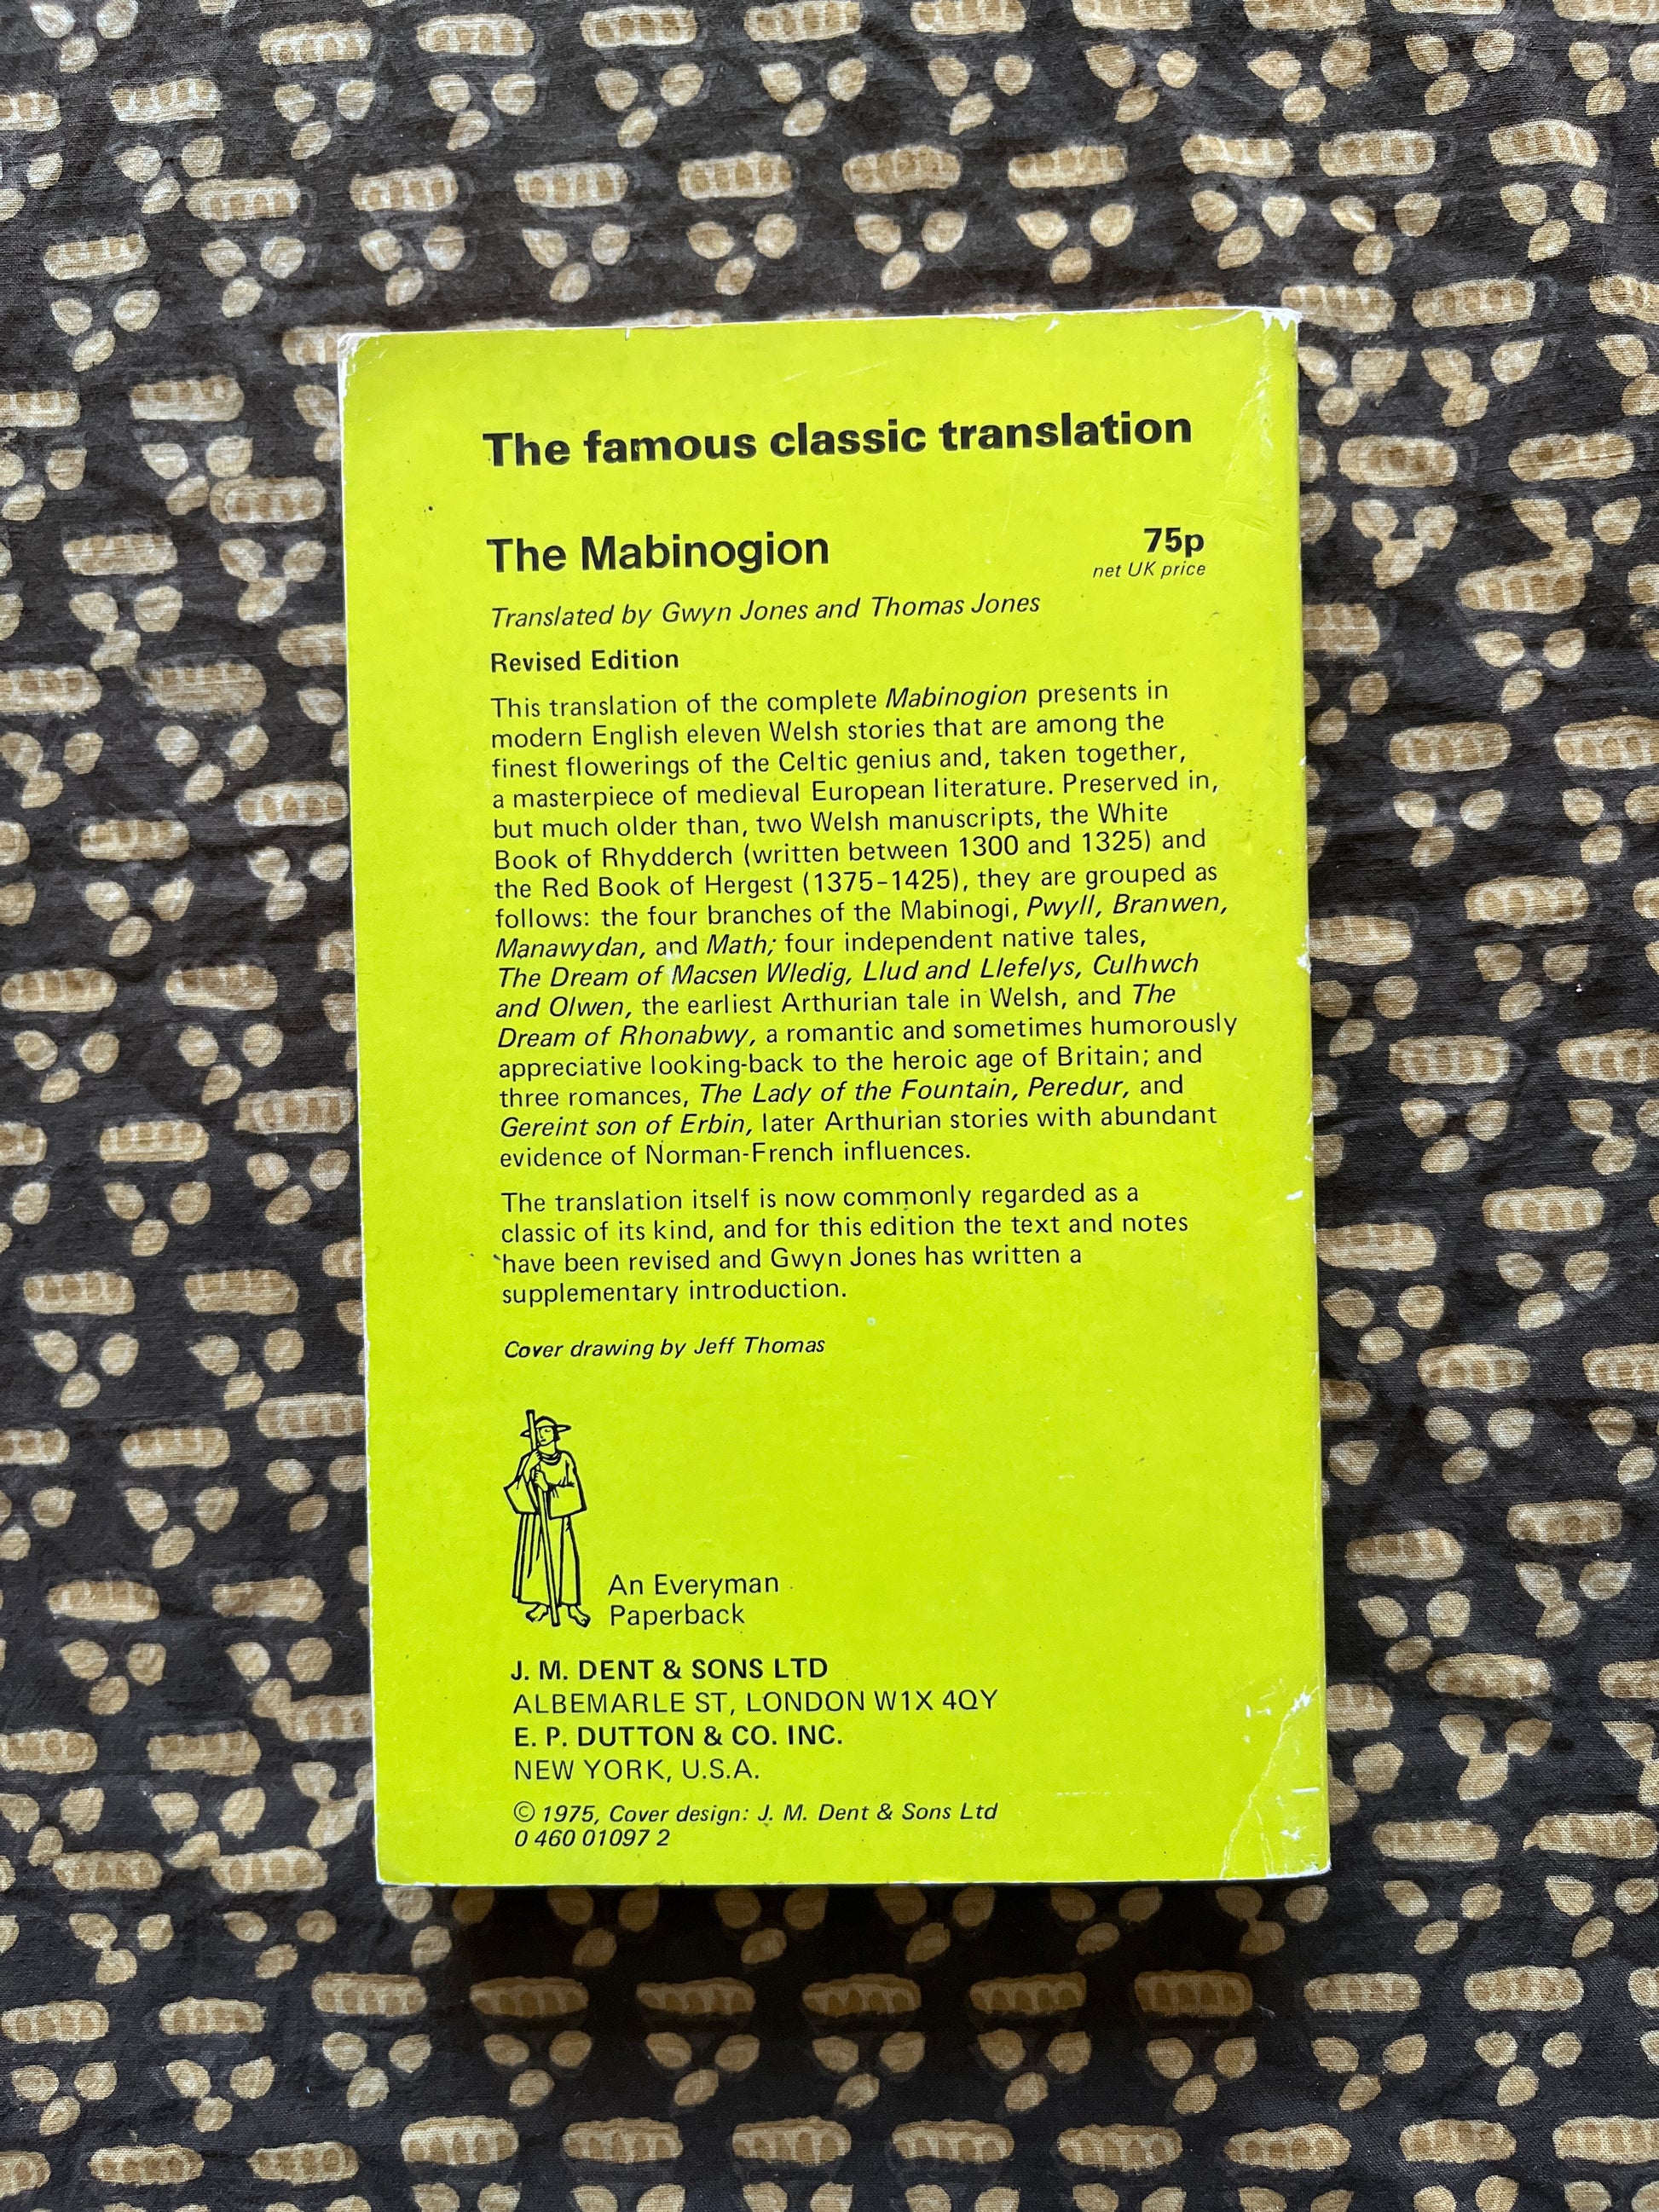 The famous classic translation
The Mabinogion
75p
net UK price
Translated by Gwyn Jones and Thomas Jones
Revised Edition
This translation of the complete Mabinogion presents in
modern English eleven Welsh stories that are among the
finest flowerings of the Celtic genius and, taken together,
a masterpiece of medieval European literature. Preserved in,
but much older than, two Welsh manuscripts, the White
Book of Rhydderch (written between 1300 and 1325) and
the Red Book of Hergest (1375-1425), they are grouped as
follows: the four branches of the Mabinogi, Pwyll, Branwen,
Manawydan, and Math; four independent native tales,
The Dream of Macsen Wledig, Llud and Llefelys, Culhwch
and Olwen, the earliest Arthurian tale in Welsh, and The
Dream of Rhonabwy, a romantic and sometimes humorously
appreciative looking-back to the heroic age of Britain; and
three romances, The Lady of the Fountain, Peredur, and
Gereint son of Erbin, later Arthurian stories with abundant
evidence of Norman-French influences.
The translation itself is now commonly regarded as a
classic of its kind, and for this edition the text and notes
have been revised and Gwyn Jones has written a
supplementary introduction.
Cover drawing by Jeff Thomas
An Everyman
Paperback
J. M. DENT & SONS LTD
ALBEMARLE ST, LONDON W1X 4QY
E. P. DUTTON & CO. INC.
NEW YORK, U.S.A.
© 1975, Cover design: J. M. Dent & Sons Ltd
0 460 01097 2